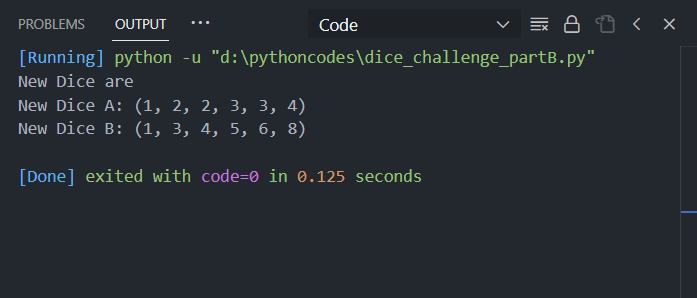 PROBLEMS OUTPUT ··· Code
[Running] python -u "d:\pythoncodes\dice_challenge_partB.py"
New Dice are
New Dice A: (1, 2, 2, 3, 3, 4)
New Dice B: (1, 3, 4, 5, 6, 8)
[Done] exited with code=0 in 0.125 seconds